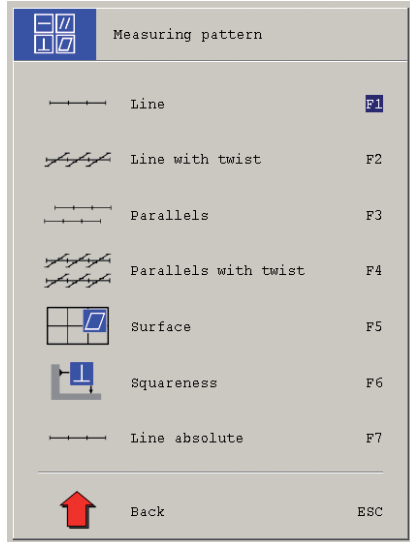 Measuring pattern
Line F1
Line with twist F2
Parallels F3
Parallels with twist F4
Surface F5
Squareness F6
Line absolute F7
Back ESC